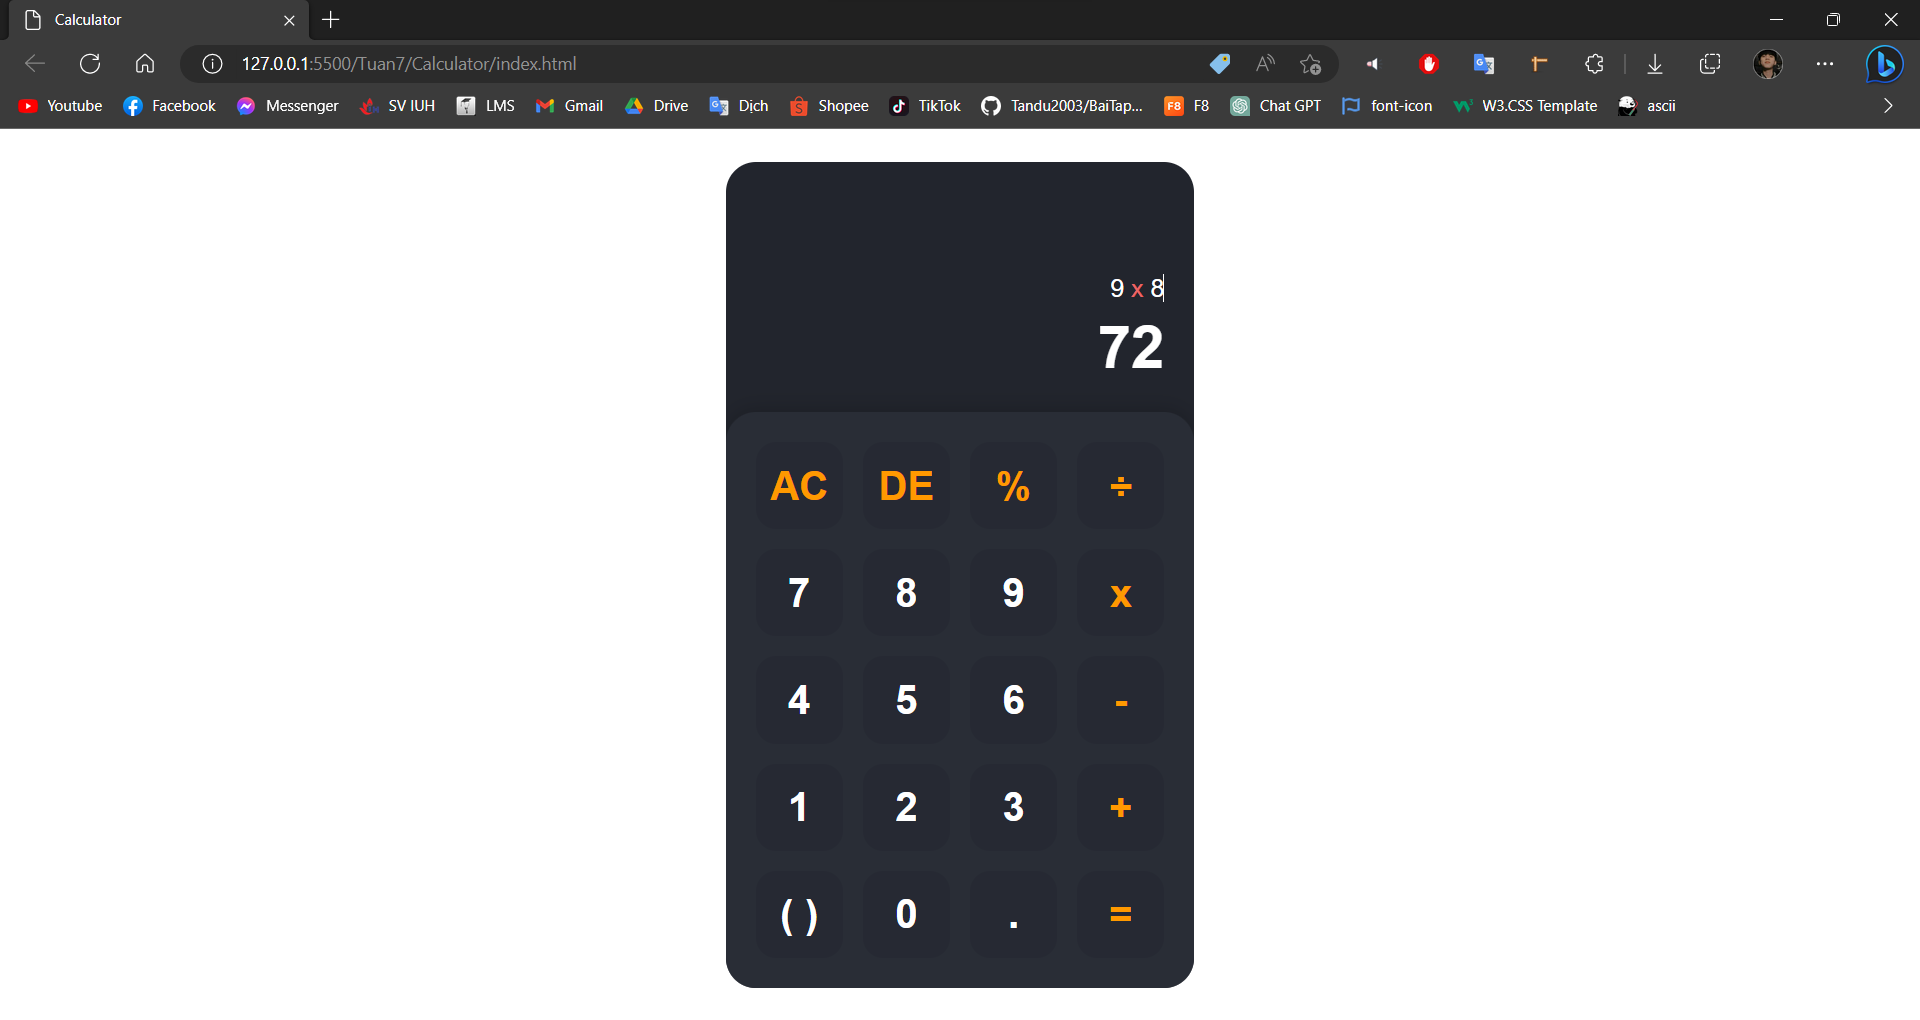 Calculator
127.0.0.1:5500/Tuan7/Calculator/index.html
Youtube Facebook Messenger SV IUH LMS Gmail Drive Dịch Shopee TikTok Tandu2003/BaiTap... F8 F8 Chat GPT font-icon W3.CSS Template ascii
9 x 8
72
AC DE % ÷
7 8 9 x
4 5 6 -
1 2 3 +
( ) 0 . =